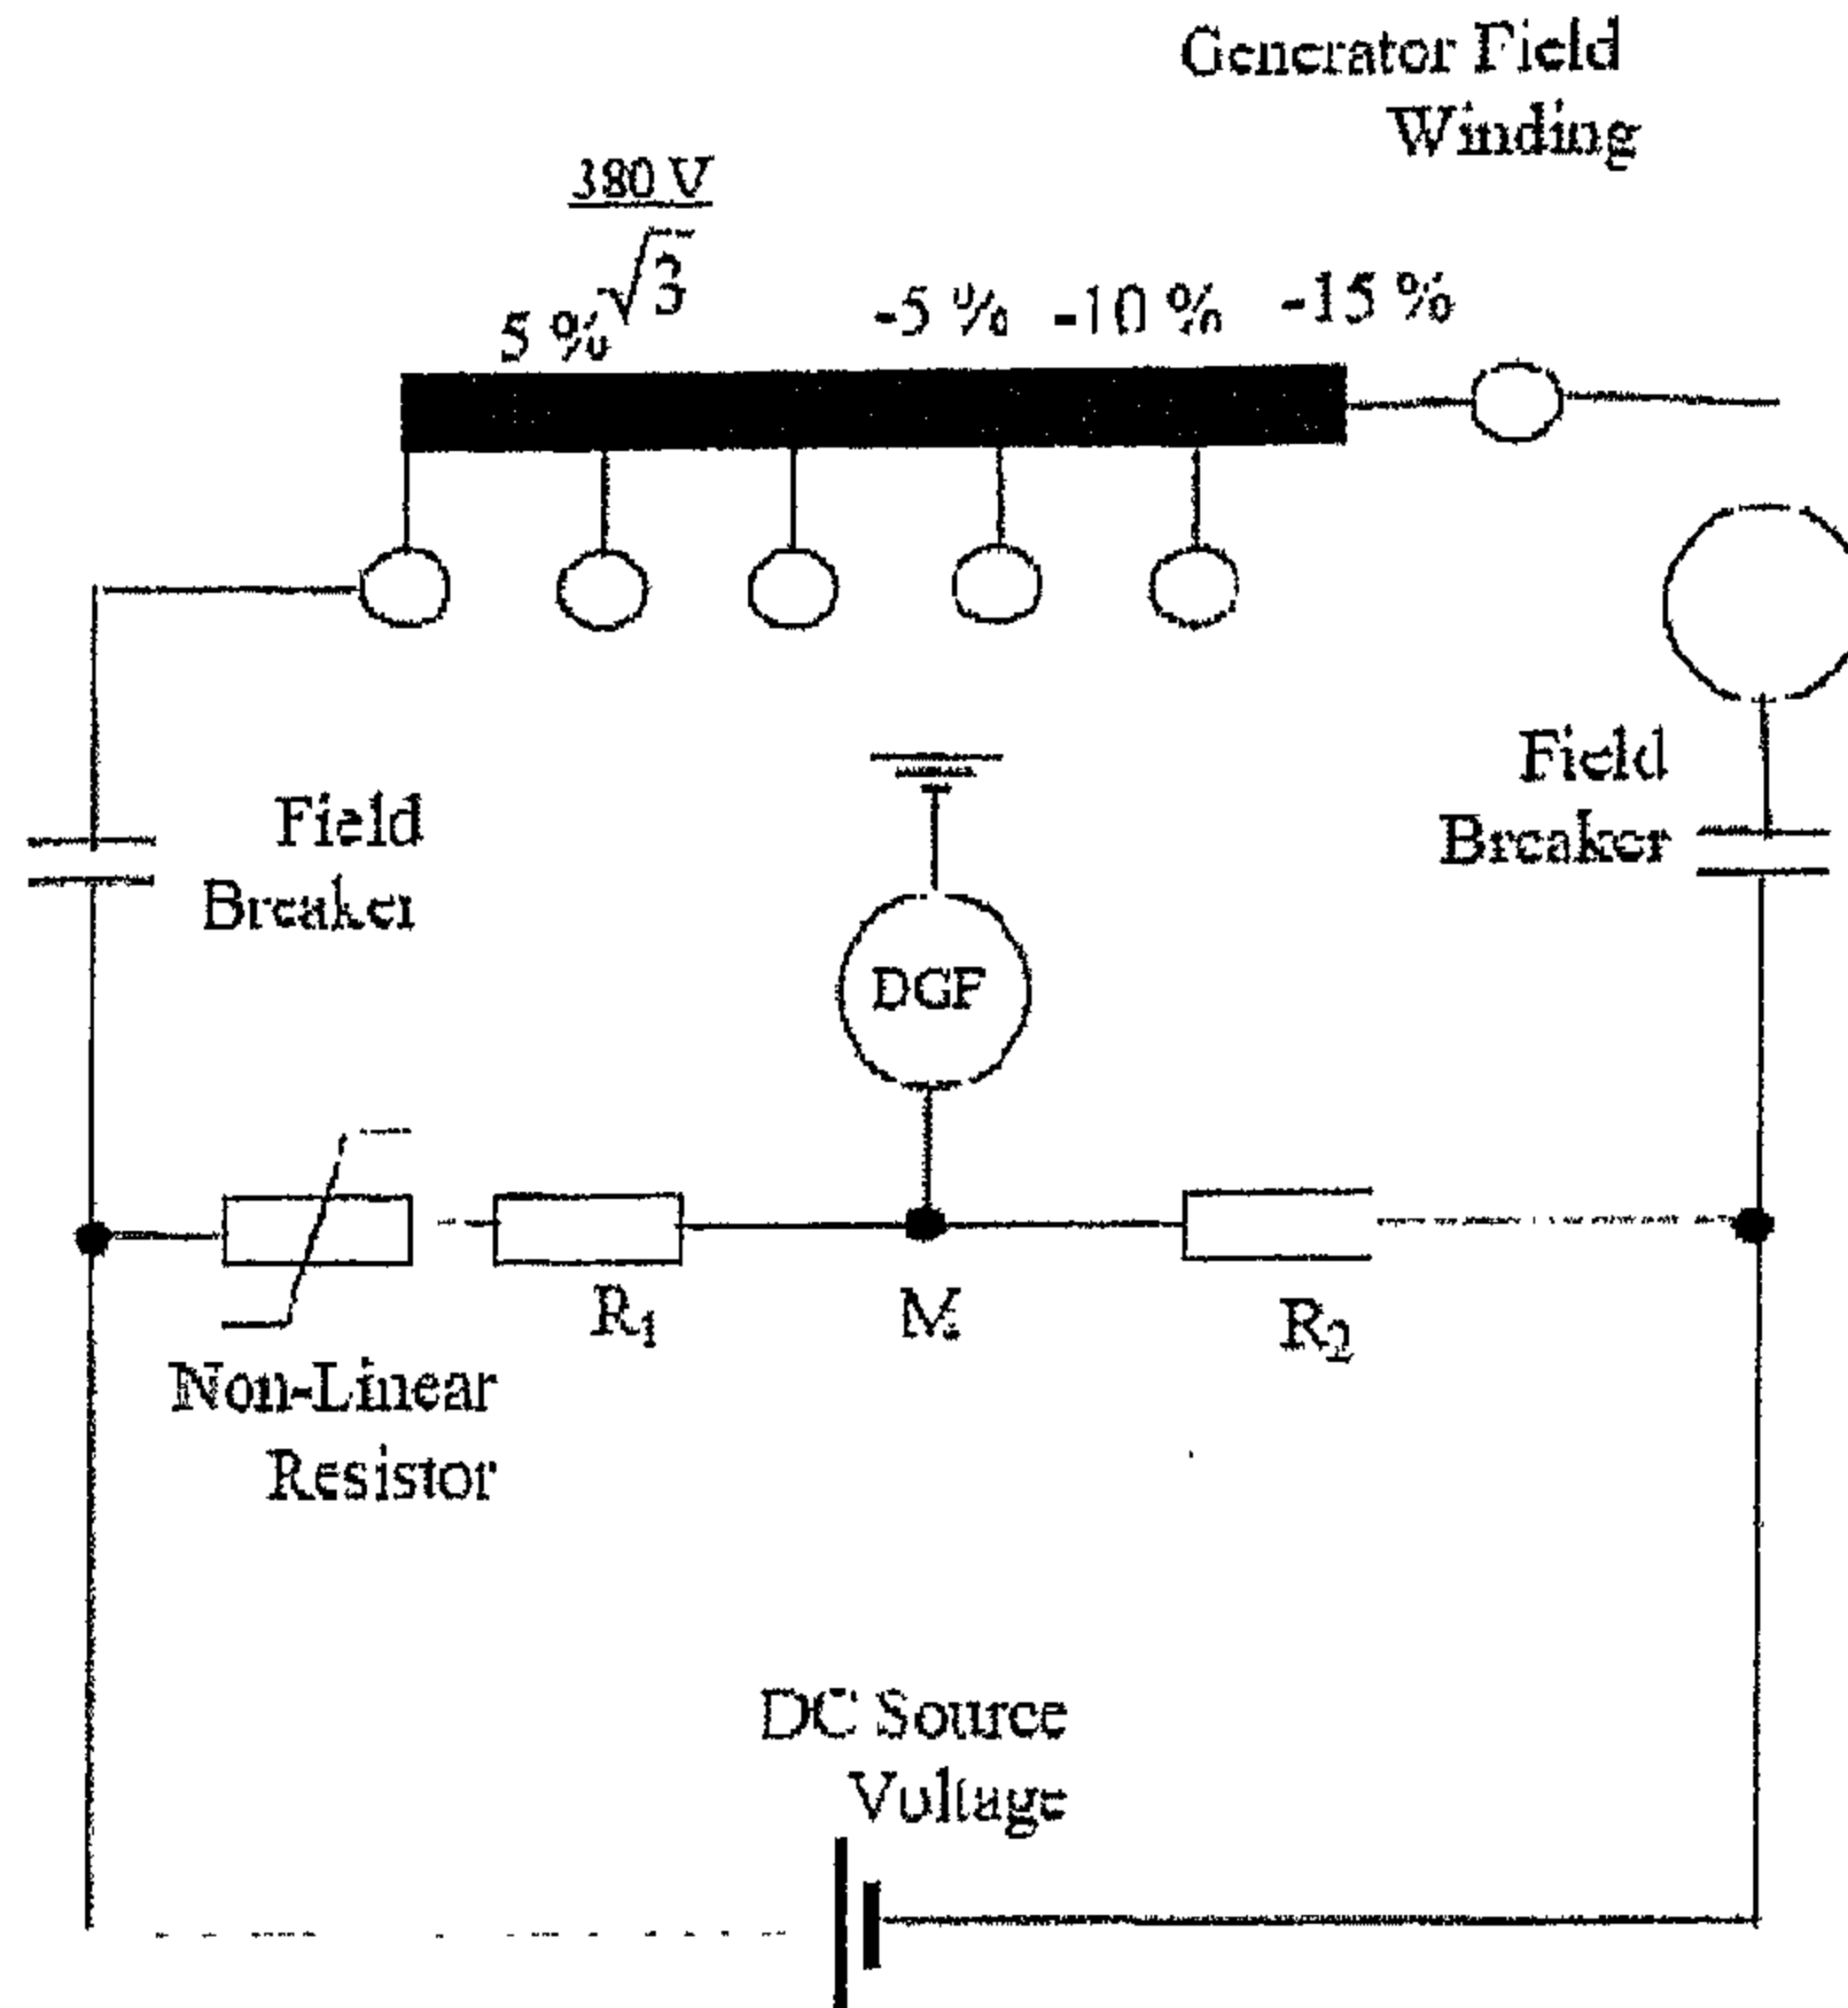 Generator Field
Winding
380 V
√3
5 %
-5 %
-10 %
-15 %
Field
Breaker
Field
Breaker
DGF
R1
M
R2
Non-Linear
Resistor
DC Source
Voltage